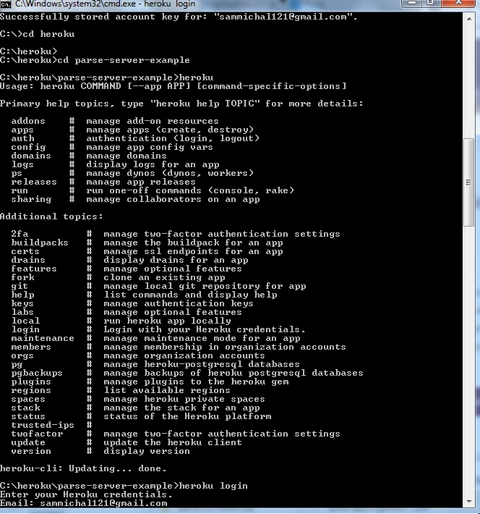 C:\Windows\system32\cmd.exe - heroku login
Successfully stored account key for: "sammichal121@gmail.com".
C:\>cd heroku
C:\heroku>
C:\heroku>cd parse-server-example
C:\heroku\parse-server-example>heroku
Usage: heroku COMMAND [--app APP] [command-specific-options]
Primary help topics, type "heroku help TOPIC" for more details:
addons # manage add-on resources
apps # manage apps (create, destroy)
auth # authentication (login, logout)
config # manage app config vars
domains # manage domains
logs # display logs for an app
ps # manage dynos (dynos, workers)
releases # manage app releases
run # run one-off commands (console, rake)
sharing # manage collaborators on an app
Additional topics:
2fa # manage two-factor authentication settings
buildpacks # manage the buildpack for an app
certs # manage ssl endpoints for an app
drains # display drains for an app
features # manage optional features
fork # clone an existing app
git # manage local git repository for app
help # list commands and display help
keys # manage authentication keys
labs # manage optional features
local # run heroku app locally
login # Login with your Heroku credentials.
maintenance # manage maintenance mode for an app
members # manage membership in organization accounts
orgs # manage organization accounts
pg # manage heroku-postgresql databases
pgbackups # manage backups of heroku postgresql databases
plugins # manage plugins to the heroku gem
regions # list available regions
spaces # manage heroku private spaces
stack # manage the stack for an app
status # status of the Heroku platform
trusted-ips #
twofactor # manage two-factor authentication settings
update # update the heroku client
version # display version
heroku-cli: Updating... done.
C:\heroku\parse-server-example>heroku login
Enter your Heroku credentials.
Email: sammichal121@gmail.com